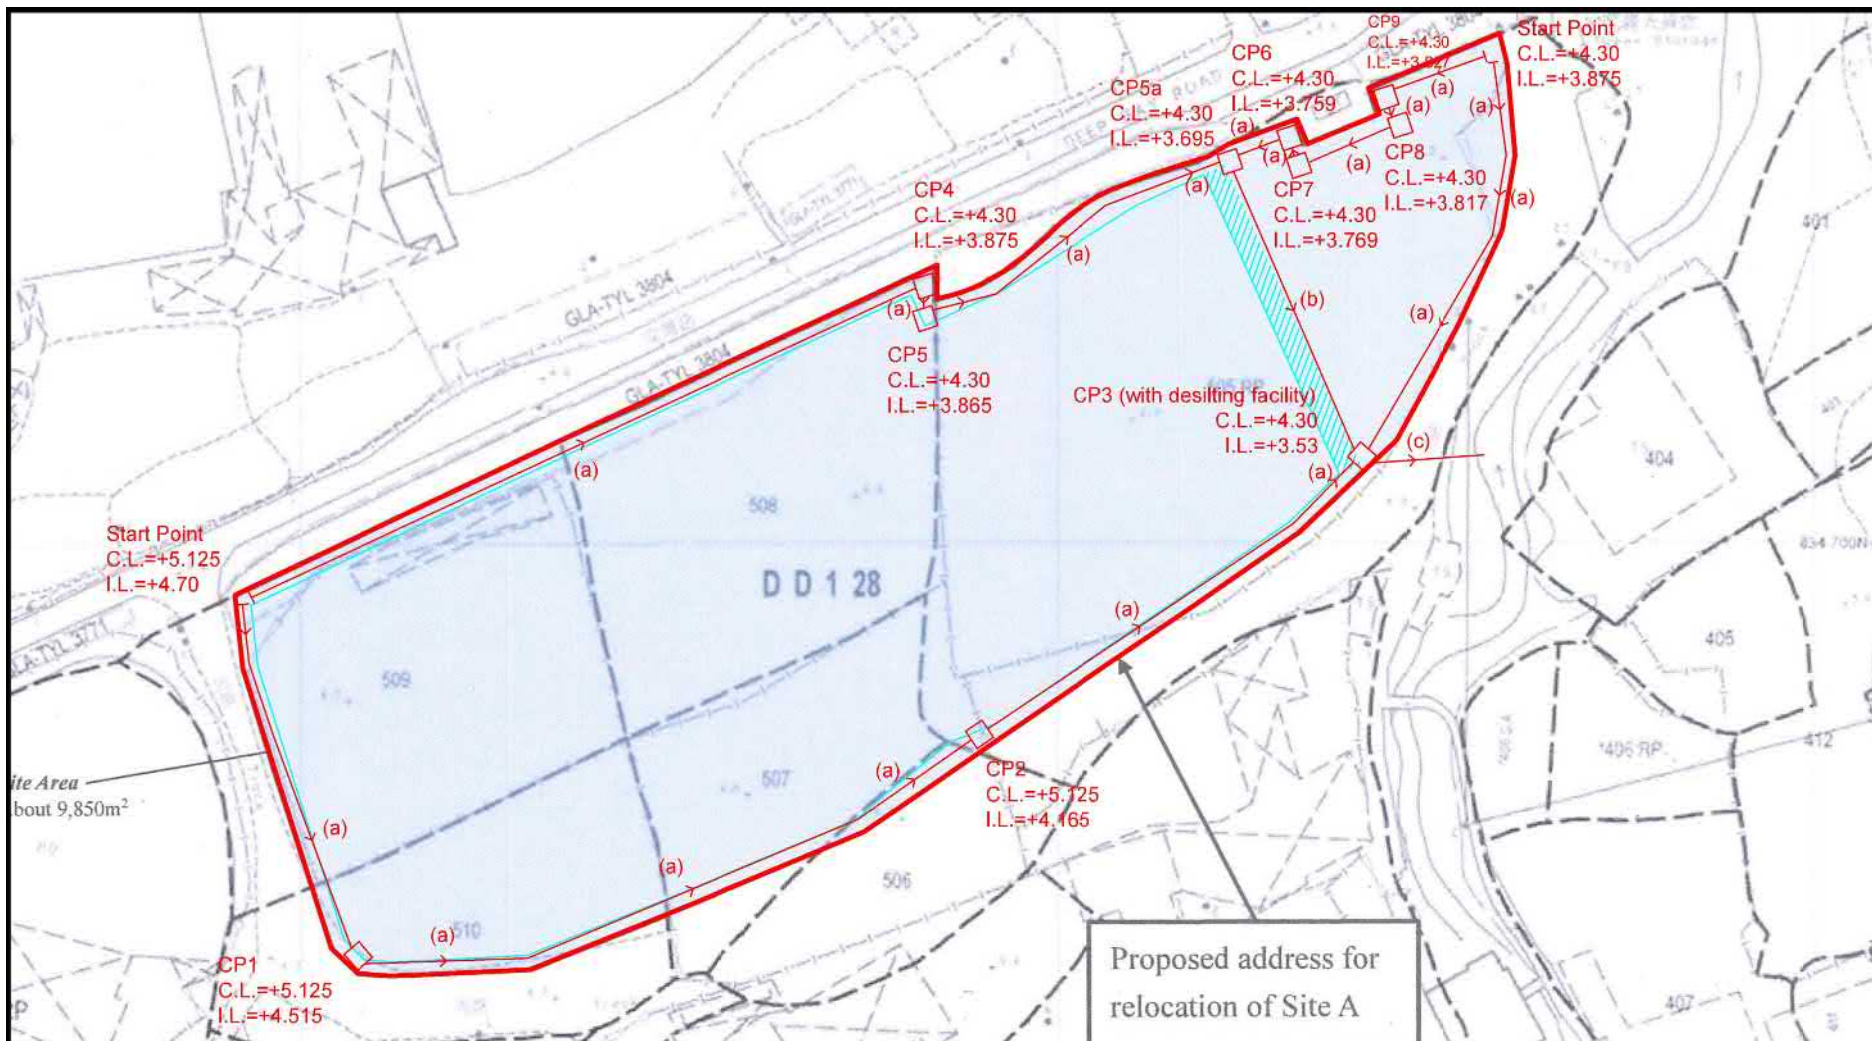 CP9
C.L.=+4.30
Start Point
C.L.=+4.30
I.L.=+3.875
CP6
C.L.=+4.30
I.L.=+3.759
CP5a
C.L.=+4.30
I.L.=+3.695
(a)
(a)
(a)
(a)
(a)
(a)
(a)
(a)
(a)
CP8
C.L.=+4.30
I.L.=+3.817
CP7
C.L.=+4.30
I.L.=+3.769
CP4
C.L.=+4.30
I.L.=+3.875
(a)
GLA-TYL 3804
GLA-TYL 3804
(a)
(b)
(a)
CP5
C.L.=+4.30
I.L.=+3.865
CP3 (with desilting facility)
C.L.=+4.30
I.L.=+3.53
(c)
(a)
(a)
401
404
508
Start Point
C.L.=+5.125
I.L.=+4.70
D D 1 28
GLA-TYL 3771
(a)
405
509
406 RP
412
507
(a)
CP2
C.L.=+5.125
I.L.=+4.165
ite Area
bout 9,850m²
(a)
(a)
506
510
(a)
CP1
C.L.=+5.125
I.L.=+4.515
Proposed address for
relocation of Site A
407